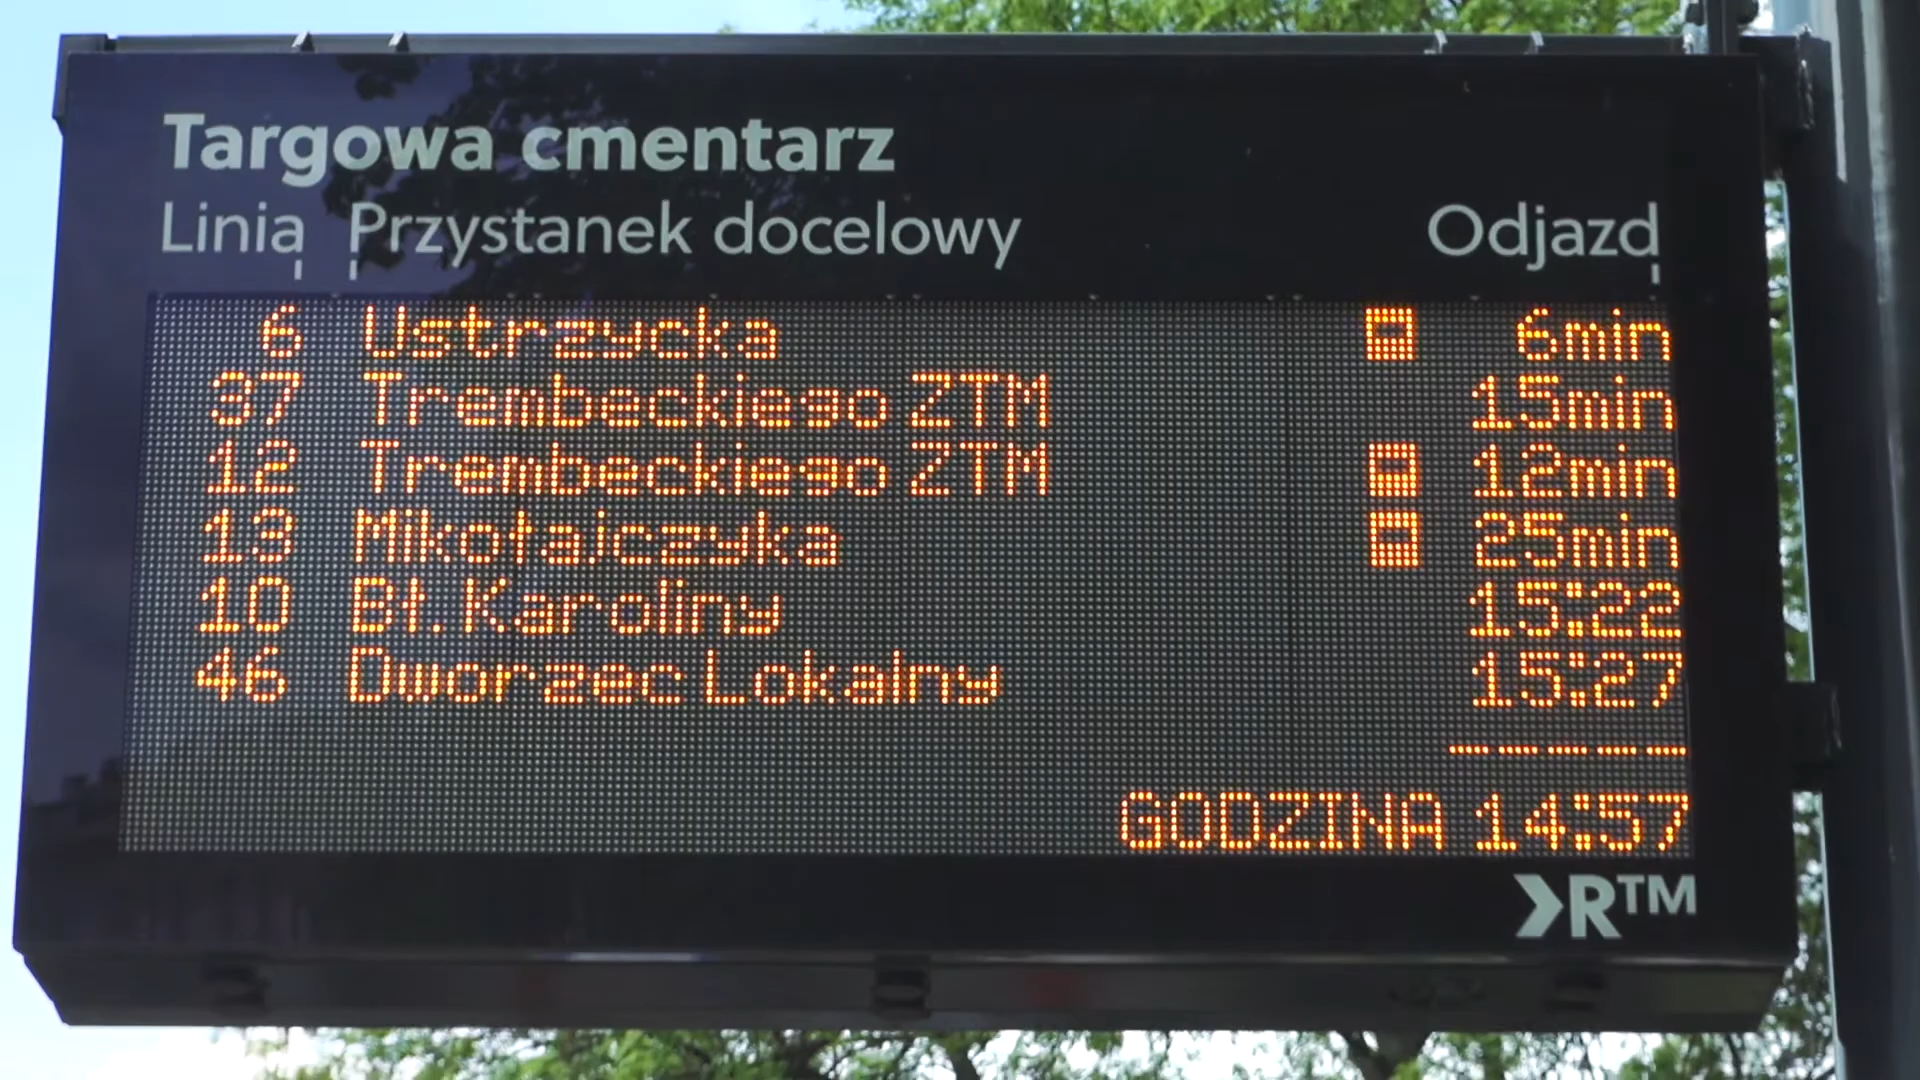 Targowa cmentarz
Linia Przystanek docelowy Odjazd
6 Ustrzycka 6min
37 Trembeckiego ZTM 15min
12 Trembeckiego ZTM 12min
13 Mikołajczyka 25min
10 Bł. Karoliny 15:22
46 Dworzec Lokalny 15:27
-----
GODZINA 14:57
RTM